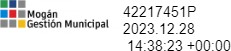 Mogán
Gestión Municipal
42217451P
2023.12.28
14:38:23 +00:00